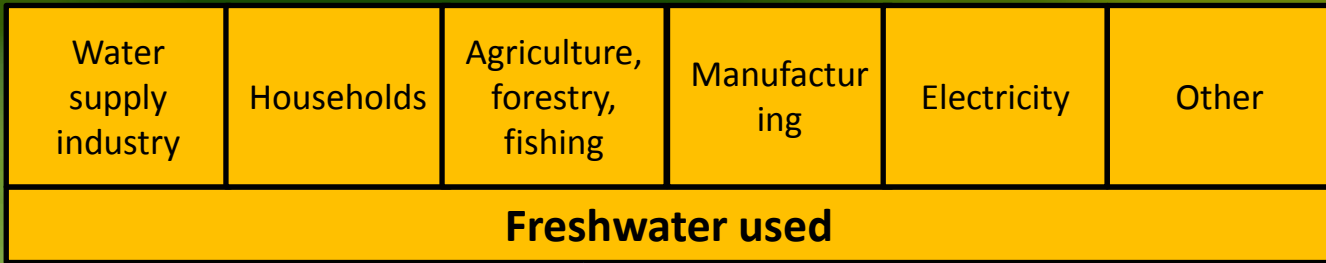 Water
supply
industry
Households
Agriculture,
forestry,
fishing
Manufactur
ing
Electricity
Other
Freshwater used